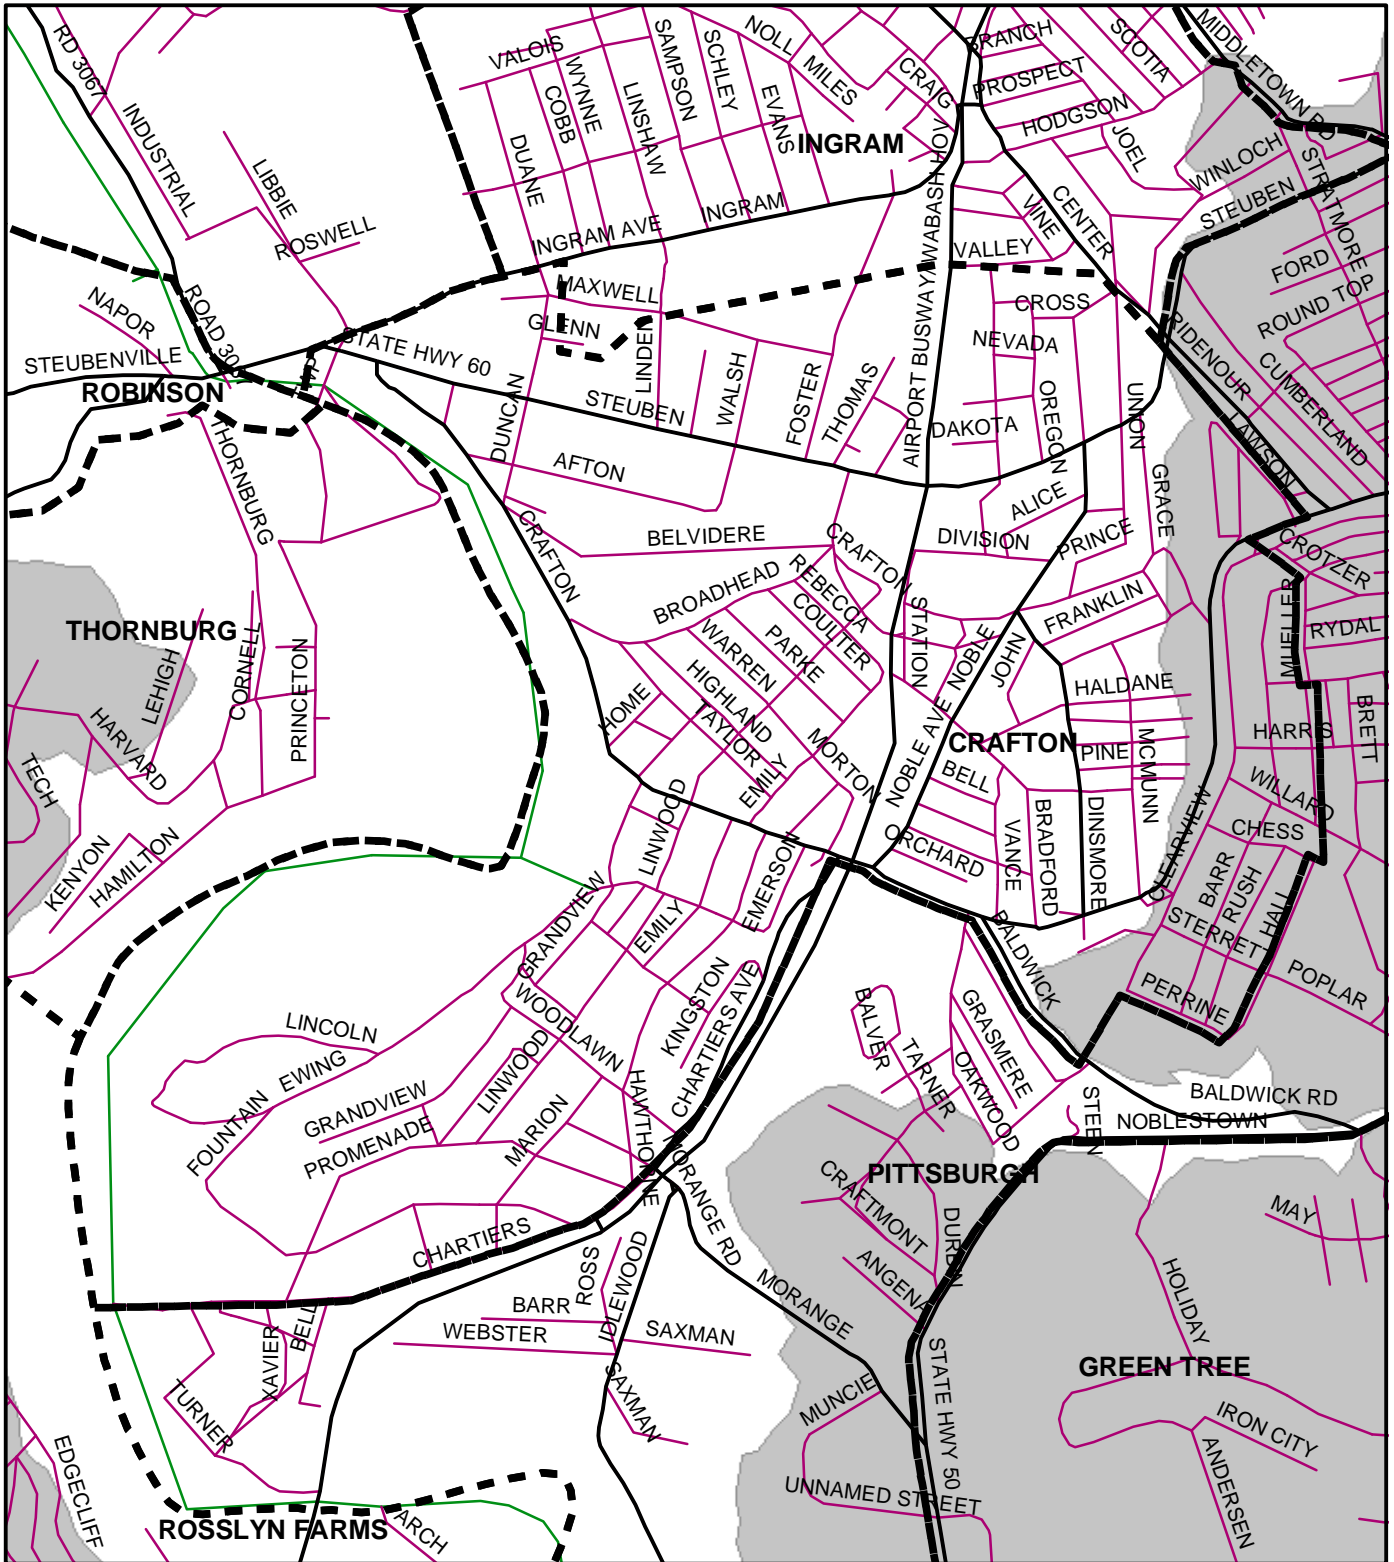 RD 3067
INDUSTRIAL
LIBBIE
ROSWELL
VALOIS
WYNNE
COBB
DUANE
LINSHAW
SAMPSON
SCHLEY
EVANS
NOLL
MILES
CRAIG
INGRAM
BRANCH
PROSPECT
HODGSON
SCOTIA
JOEL
MIDDLETOWN RD
WINLOCH
STEUBEN
STRATMORE
FORD
ROUND TOP
VINE
CENTER
VALLEY
INGRAM AVE
INGRAM
AIRPORT BUSWAY/WABASH HOV
MAXWELL
GLENN
LINDEN
CROSS
NEVADA
NAPOR
STEUBENVILLE
ROBINSON
STATE HWY 60
DUNCAN
STEUBEN
WALSH
FOSTER
THOMAS
DAKOTA
OREGON
UNION
RIDENOUR
CUMBERLAND
LAWSON
THORNBURG
AFTON
CRAFTON
BELVIDERE
CRAFTON
DIVISION
ALICE
PRINCE
GRACE
CROTZER
MUELLER
RYDAL
THORNBURG
LEHIGH
CORNELL
PRINCETON
HARVARD
TECH
KENYON
HAMILTON
BROADHEAD
REBECCA
COULTER
PARKE
WARREN
HIGHLAND
TAYLOR
EMILY
HOME
MORTON
STATION
NOBLE
NOBLE AVE
JOHN
FRANKLIN
HALDANE
CRAFTON
PINE
MCMUNN
BELL
ORCHARD
VANCE
BRADFORD
DINSMORE
CLEARVIEW
HARRIS
BRETT
WILLARD
CHESS
BARR
RUSH
HALL
STERRETT
PERRINE
POPLAR
LINWOOD
EMERSON
GRANDVIEW
EMILY
KINGSTON
CHARTIERS AVE
WOODLAWN
LINCOLN
EWING
FOUNTAIN
GRANDVIEW
LINWOOD
PROMENADE
MARION
HAWTHORNE
BALDWICK
BALVER
TARNER
GRASMERE
OAKWOOD
STEEN
BALDWICK RD
NOBLESTOWN
PITTSBURGH
CRAFTMONT
ANGENA
MORANGE RD
MORANGE
CHARTIERS
ROSS
IDLEWOOD
BARR
WEBSTER
SAXMAN
SAXMAN
XAVIER
BELL
TURNER
EDGECLIFF
ROSSLYN FARMS
ARCH
MUNCIE
UNNAMED STREET
STATE HWY 50
MAY
HOLIDAY
GREEN TREE
IRON CITY
ANDERSEN